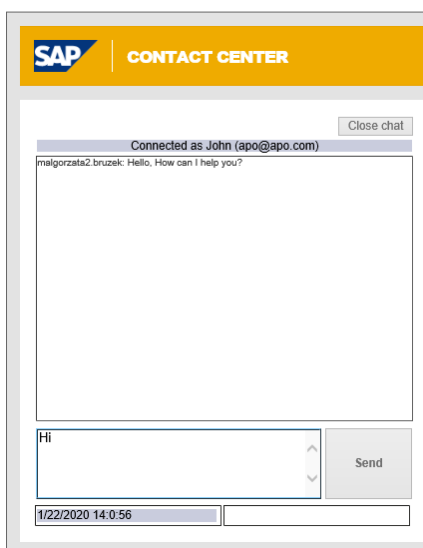 SAP
CONTACT CENTER
Close chat
Connected as John (apo@apo.com)
malgorzata2.bruzek: Hello, How can I help you?
Hi
Send
1/22/2020 14:0:56